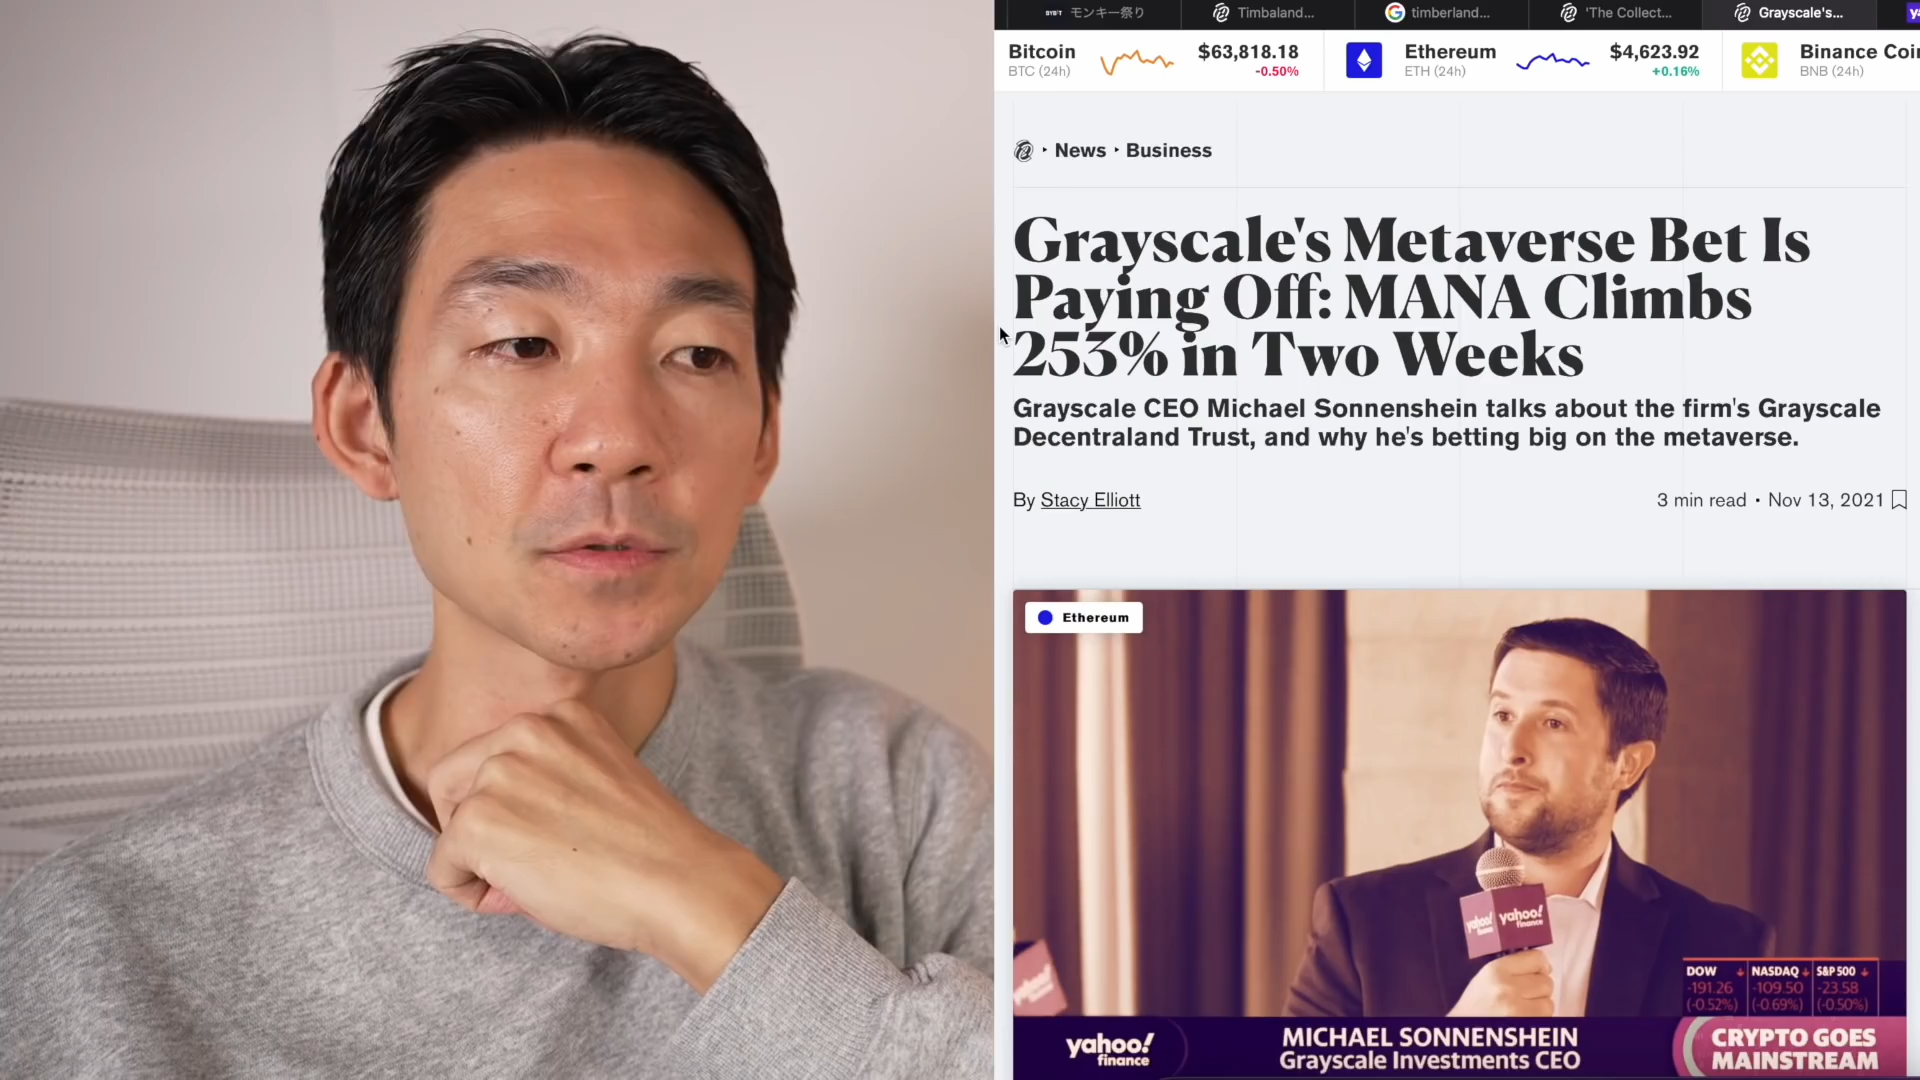 BYBIT モンキー祭り
Timbaland...
timberland...
'The Collect...
Grayscale's...
Bitcoin
BTC (24h)
$63,818.18
-0.50%
Ethereum
ETH (24h)
$4,623.92
+0.16%
Binance Coi
BNB (24h)
‣ News ‣ Business
Grayscale's Metaverse Bet Is
Paying Off: MANA Climbs
253% in Two Weeks
Grayscale CEO Michael Sonnenshein talks about the firm's Grayscale
Decentraland Trust, and why he's betting big on the metaverse.
By Stacy Elliott
3 min read • Nov 13, 2021
Ethereum
yahoo!
yahoo!
finance
DOW
-191.26
(-0.52%)
NASDAQ
-109.50
(-0.69%)
S&P 500
-23.58
(-0.50%)
yahoo!
finance
MICHAEL SONNENSHEIN
Grayscale Investments CEO
CRYPTO GOES
MAINSTREAM